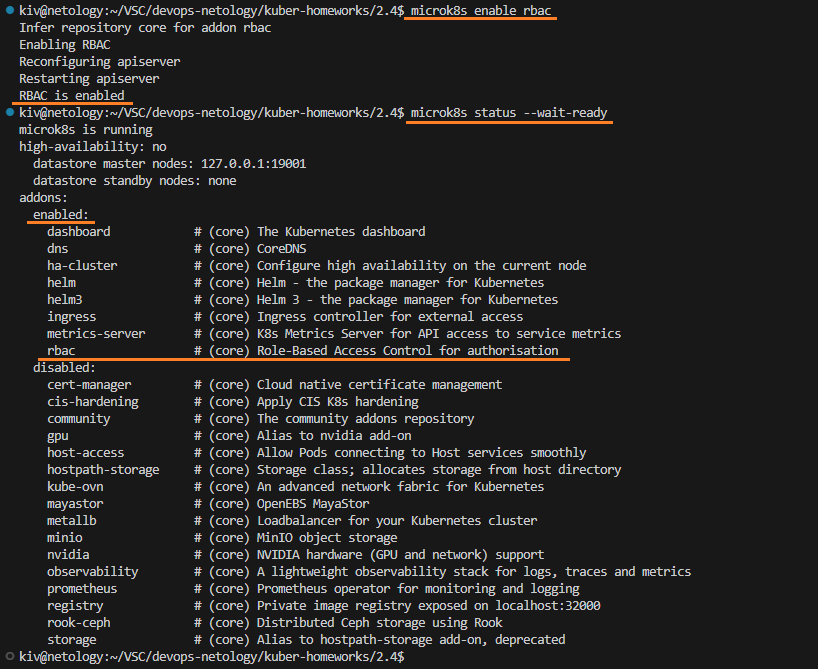 kiv@netology:~/VSC/devops-netology/kuber-homeworks/2.4$ microk8s enable rbac
Infer repository core for addon rbac
Enabling RBAC
Reconfiguring apiserver
Restarting apiserver
RBAC is enabled
kiv@netology:~/VSC/devops-netology/kuber-homeworks/2.4$ microk8s status --wait-ready
microk8s is running
high-availability: no
  datastore master nodes: 127.0.0.1:19001
  datastore standby nodes: none
addons:
  enabled:
    dashboard            # (core) The Kubernetes dashboard
    dns                  # (core) CoreDNS
    ha-cluster           # (core) Configure high availability on the current node
    helm                 # (core) Helm - the package manager for Kubernetes
    helm3                # (core) Helm 3 - the package manager for Kubernetes
    ingress              # (core) Ingress controller for external access
    metrics-server       # (core) K8s Metrics Server for API access to service metrics
    rbac                 # (core) Role-Based Access Control for authorisation
  disabled:
    cert-manager         # (core) Cloud native certificate management
    cis-hardening        # (core) Apply CIS K8s hardening
    community            # (core) The community addons repository
    gpu                  # (core) Alias to nvidia add-on
    host-access          # (core) Allow Pods connecting to Host services smoothly
    hostpath-storage     # (core) Storage class; allocates storage from host directory
    kube-ovn             # (core) An advanced network fabric for Kubernetes
    mayastor             # (core) OpenEBS MayaStor
    metallb              # (core) Loadbalancer for your Kubernetes cluster
    minio                # (core) MinIO object storage
    nvidia               # (core) NVIDIA hardware (GPU and network) support
    observability        # (core) A lightweight observability stack for logs, traces and metrics
    prometheus           # (core) Prometheus operator for monitoring and logging
    registry             # (core) Private image registry exposed on localhost:32000
    rook-ceph            # (core) Distributed Ceph storage using Rook
    storage              # (core) Alias to hostpath-storage add-on, deprecated
kiv@netology:~/VSC/devops-netology/kuber-homeworks/2.4$